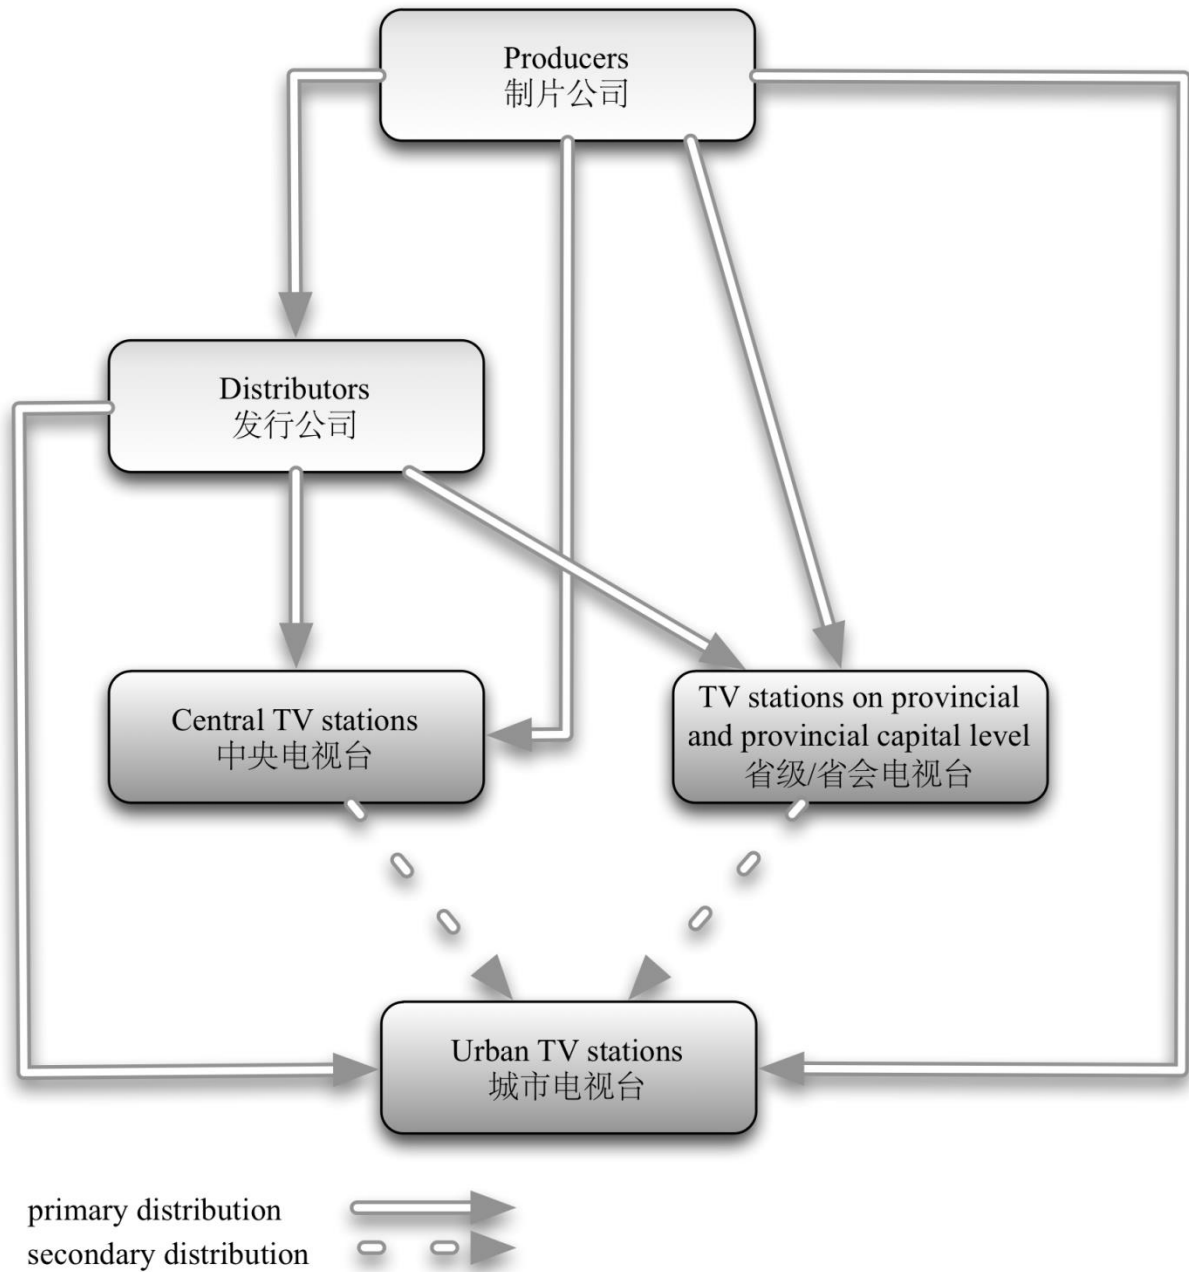 Producers
制片公司
Distributors
发行公司
Central TV stations
中央电视台
TV stations on provincial
and provincial capital level
省级/省会电视台
Urban TV stations
城市电视台
primary distribution
secondary distribution